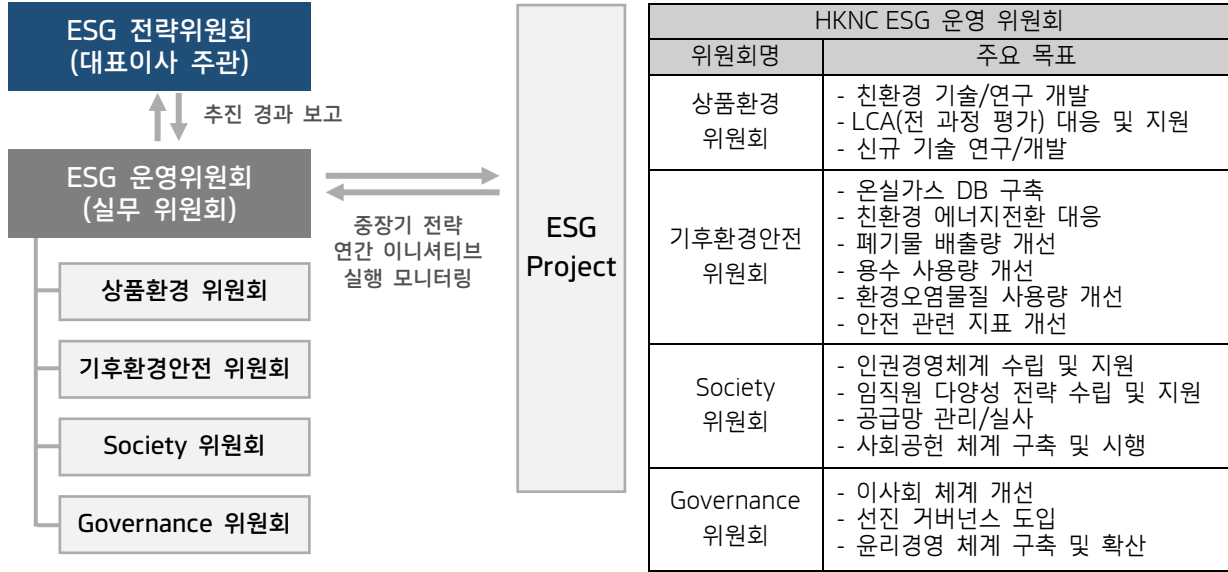 ESG 전략위원회
(대표이사 주관)
추진 경과 보고
ESG 운영위원회
(실무 위원회)
중장기 전략
연간 이니셔티브
실행 모니터링
상품환경 위원회
기후환경안전 위원회
Society 위원회
Governance 위원회
ESG
Project
HKNC ESG 운영 위원회
위원회명 주요 목표
상품환경
위원회
- 친환경 기술/연구 개발
- LCA(전 과정 평가) 대응 및 지원
- 신규 기술 연구/개발
기후환경안전
위원회
- 온실가스 DB 구축
- 친환경 에너지전환 대응
- 폐기물 배출량 개선
- 용수 사용량 개선
- 환경오염물질 사용량 개선
- 안전 관련 지표 개선
Society
위원회
- 인권경영체계 수립 및 지원
- 임직원 다양성 전략 수립 및 지원
- 공급망 관리/실사
- 사회공헌 체계 구축 및 시행
Governance
위원회
- 이사회 체계 개선
- 선진 거버넌스 도입
- 윤리경영 체계 구축 및 확산